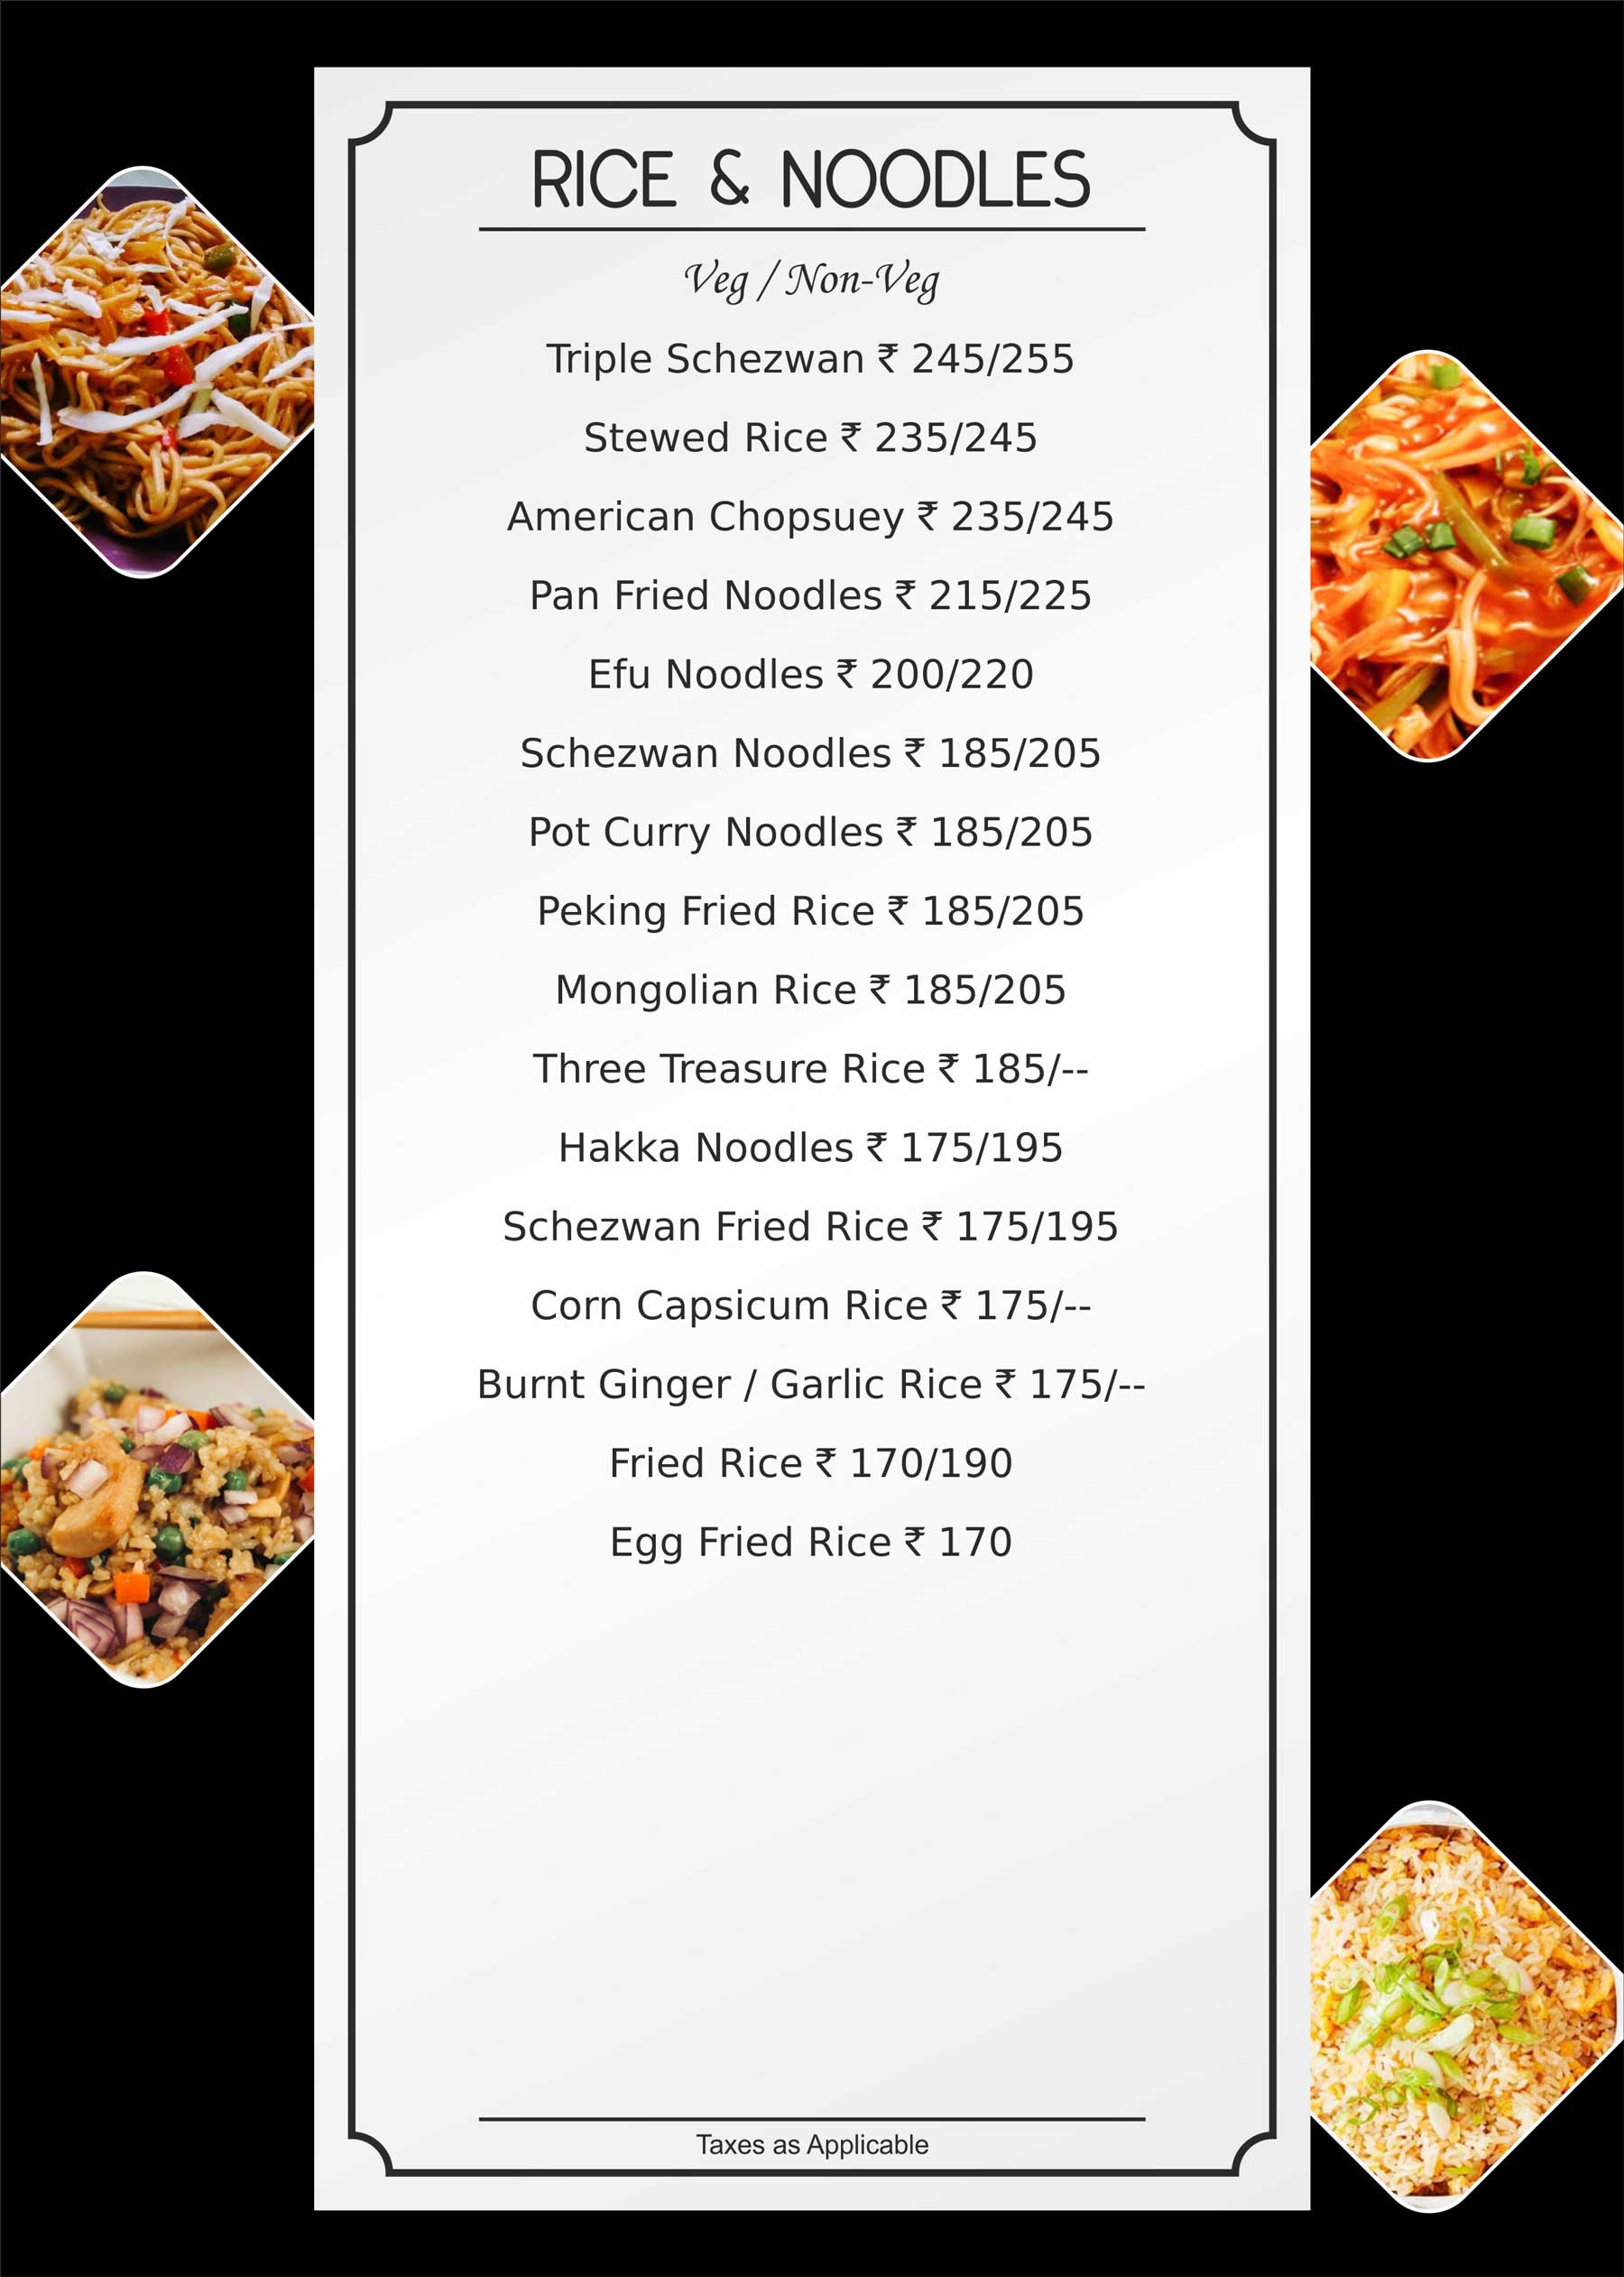 RICE & NOODLES
Veg / Non-Veg
Triple Schezwan ₹ 245/255
Stewed Rice ₹ 235/245
American Chopsuey ₹ 235/245
Pan Fried Noodles ₹ 215/225
Efu Noodles ₹ 200/220
Schezwan Noodles ₹ 185/205
Pot Curry Noodles ₹ 185/205
Peking Fried Rice ₹ 185/205
Mongolian Rice ₹ 185/205
Three Treasure Rice ₹ 185/--
Hakka Noodles ₹ 175/195
Schezwan Fried Rice ₹ 175/195
Corn Capsicum Rice ₹ 175/--
Burnt Ginger / Garlic Rice ₹ 175/--
Fried Rice ₹ 170/190
Egg Fried Rice ₹ 170
Taxes as Applicable